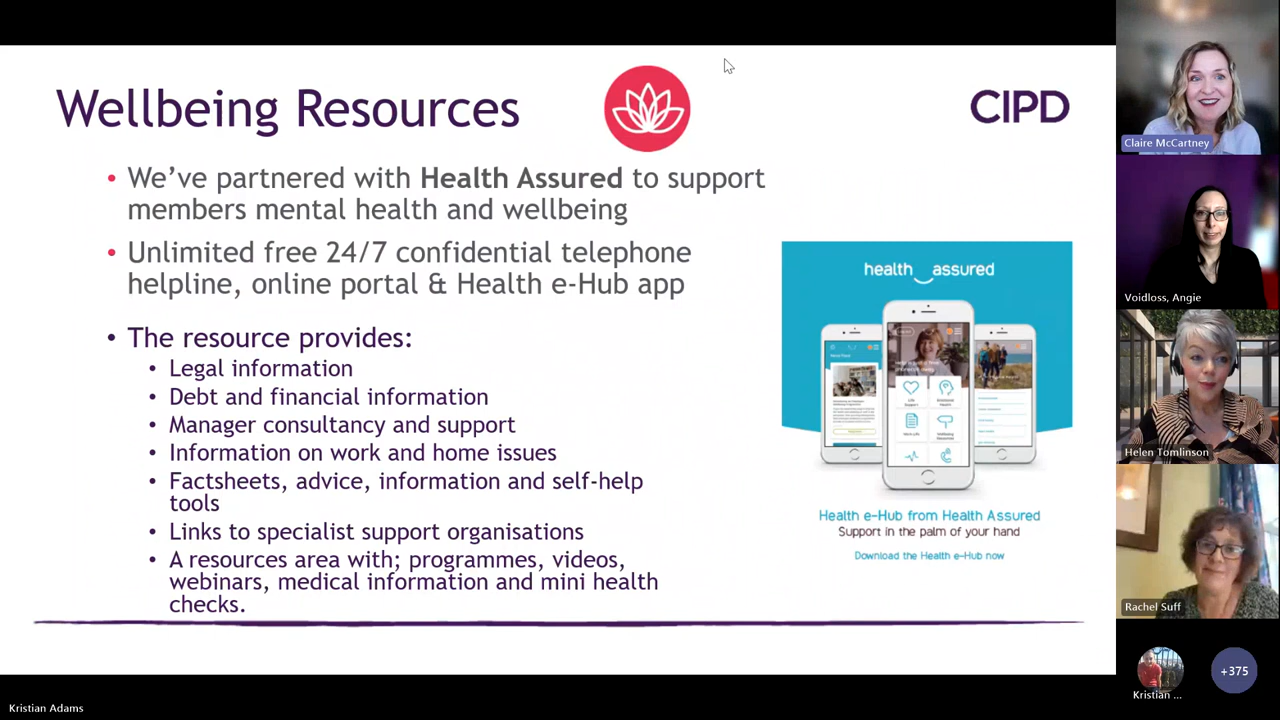 Wellbeing Resources
CIPD
• We’ve partnered with Health Assured to support
members mental health and wellbeing
• Unlimited free 24/7 confidential telephone
helpline, online portal & Health e-Hub app
• The resource provides:
• Legal information
• Debt and financial information
• Manager consultancy and support
• Information on work and home issues
• Factsheets, advice, information and self-help
tools
• Links to specialist support organisations
• A resources area with; programmes, videos,
webinars, medical information and mini health
checks.
health assured
Health e-Hub from Health Assured
Support in the palm of your hand
Download the Health e-Hub now
Claire McCartney
Voidloss, Angie
Helen Tomlinson
Rachel Suff
Kristian ...
+375
Kristian Adams